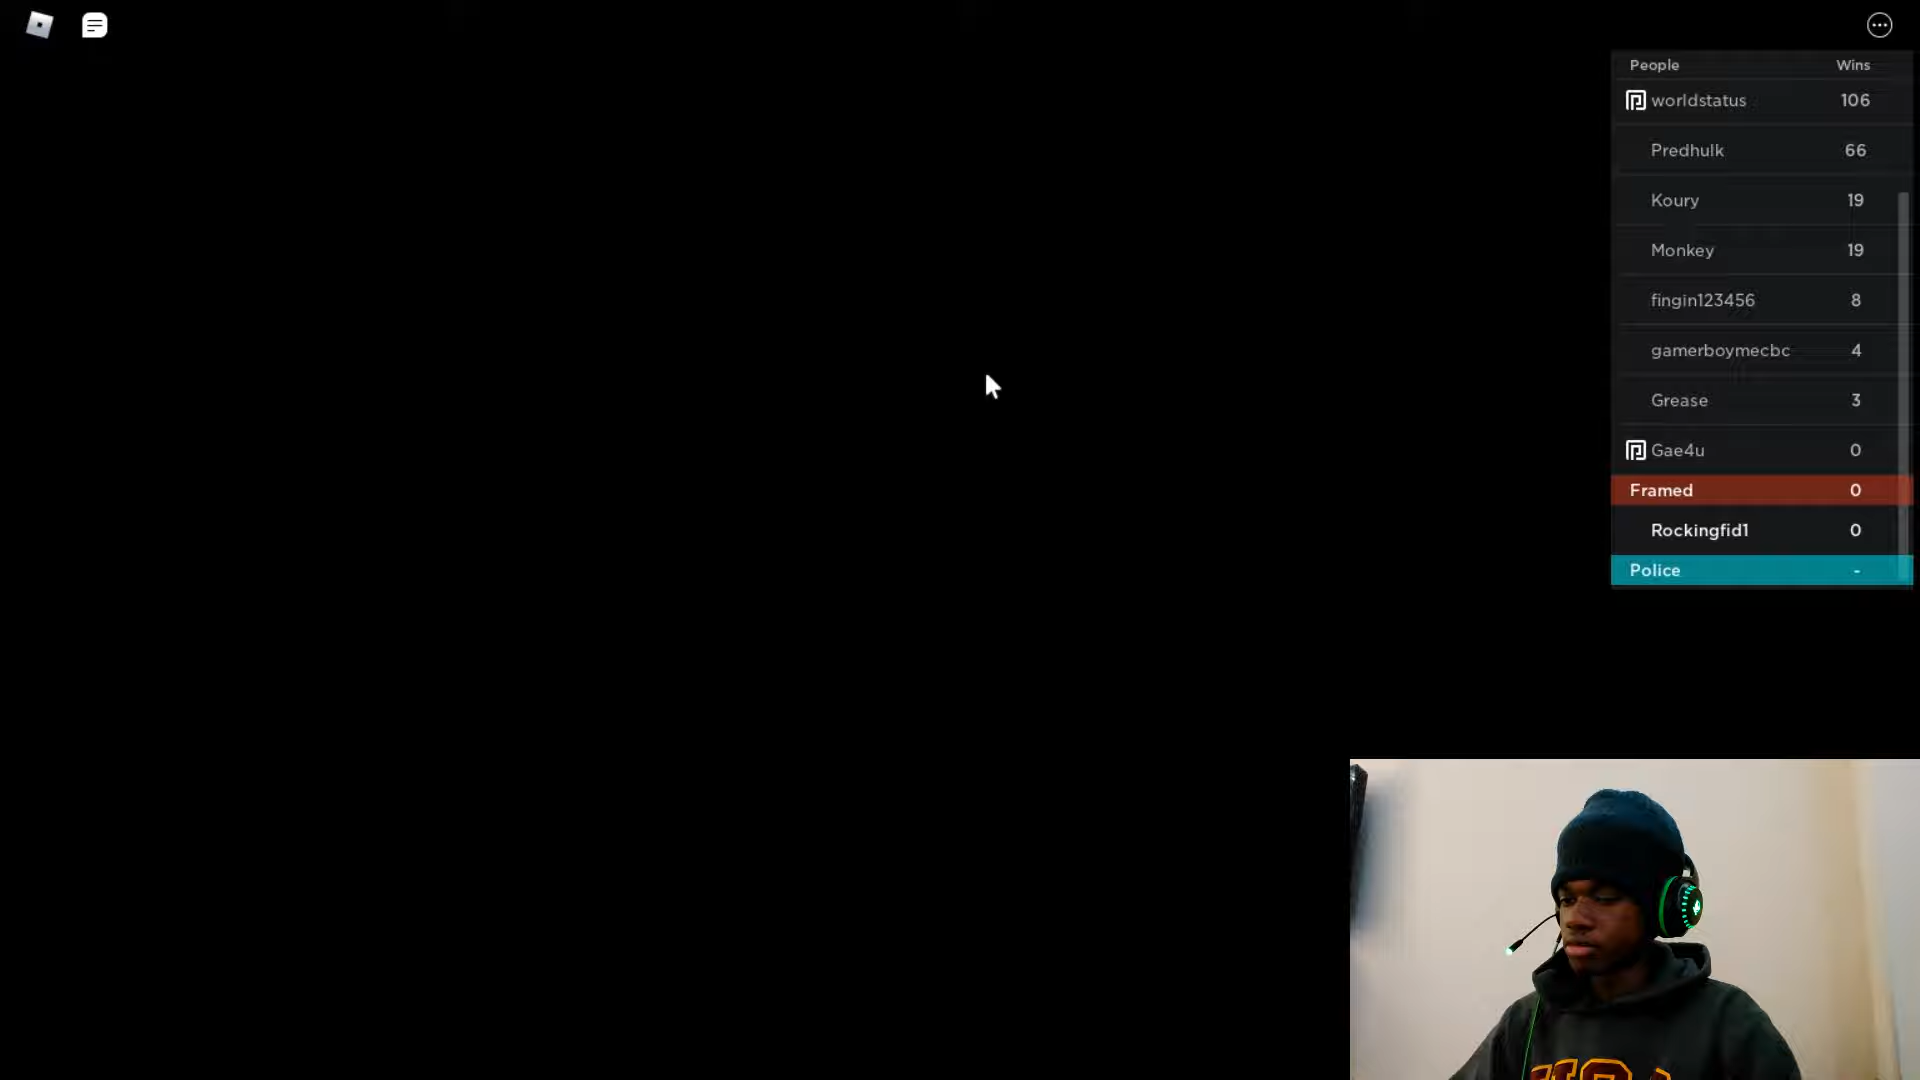 People Wins
worldstatus 106
Predhulk 66
Koury 19
Monkey 19
fingin123456 8
gamerboymecbc 4
Grease 3
Gae4u 0
Framed 0
Rockingfid1 0
Police -